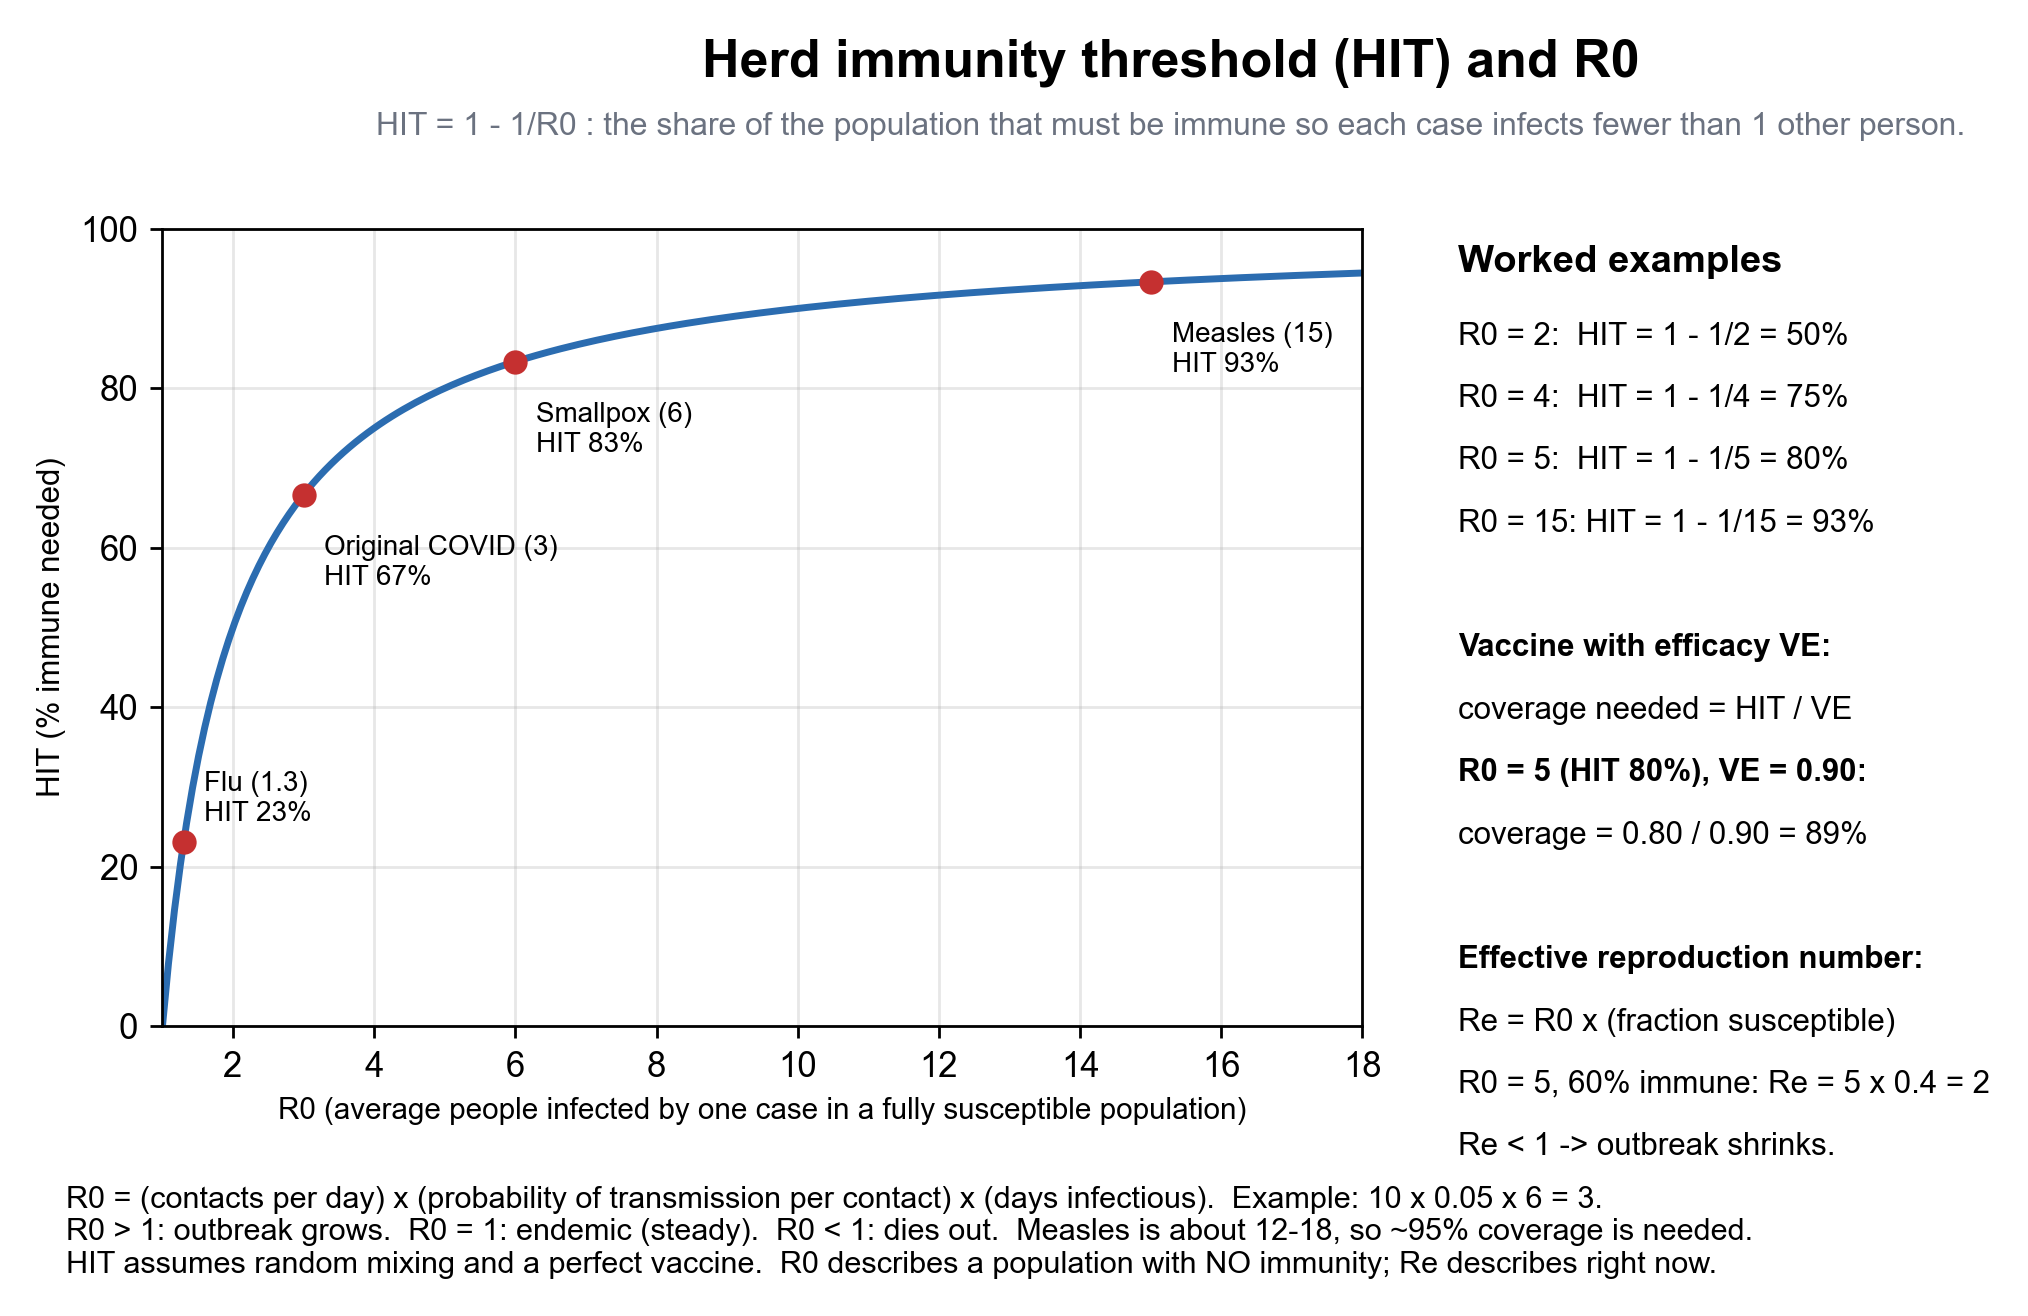 Herd immunity threshold (HIT) and R0
HIT = 1 - 1/R0 : the share of the population that must be immune so each case infects fewer than 1 other person.
HIT (% immune needed)
100
80
60
40
20
0
2
4
6
8
10
12
14
16
18
R0 (average people infected by one case in a fully susceptible population)
Flu (1.3)
HIT 23%
Original COVID (3)
HIT 67%
Smallpox (6)
HIT 83%
Measles (15)
HIT 93%
Worked examples
R0 = 2:  HIT = 1 - 1/2 = 50%
R0 = 4:  HIT = 1 - 1/4 = 75%
R0 = 5:  HIT = 1 - 1/5 = 80%
R0 = 15: HIT = 1 - 1/15 = 93%
Vaccine with efficacy VE:
coverage needed = HIT / VE
R0 = 5 (HIT 80%), VE = 0.90:
coverage = 0.80 / 0.90 = 89%
Effective reproduction number:
Re = R0 x (fraction susceptible)
R0 = 5, 60% immune: Re = 5 x 0.4 = 2
Re < 1 -> outbreak shrinks.
R0 = (contacts per day) x (probability of transmission per contact) x (days infectious).  Example: 10 x 0.05 x 6 = 3.
R0 > 1: outbreak grows.  R0 = 1: endemic (steady).  R0 < 1: dies out.  Measles is about 12-18, so ~95% coverage is needed.
HIT assumes random mixing and a perfect vaccine.  R0 describes a population with NO immunity; Re describes right now.